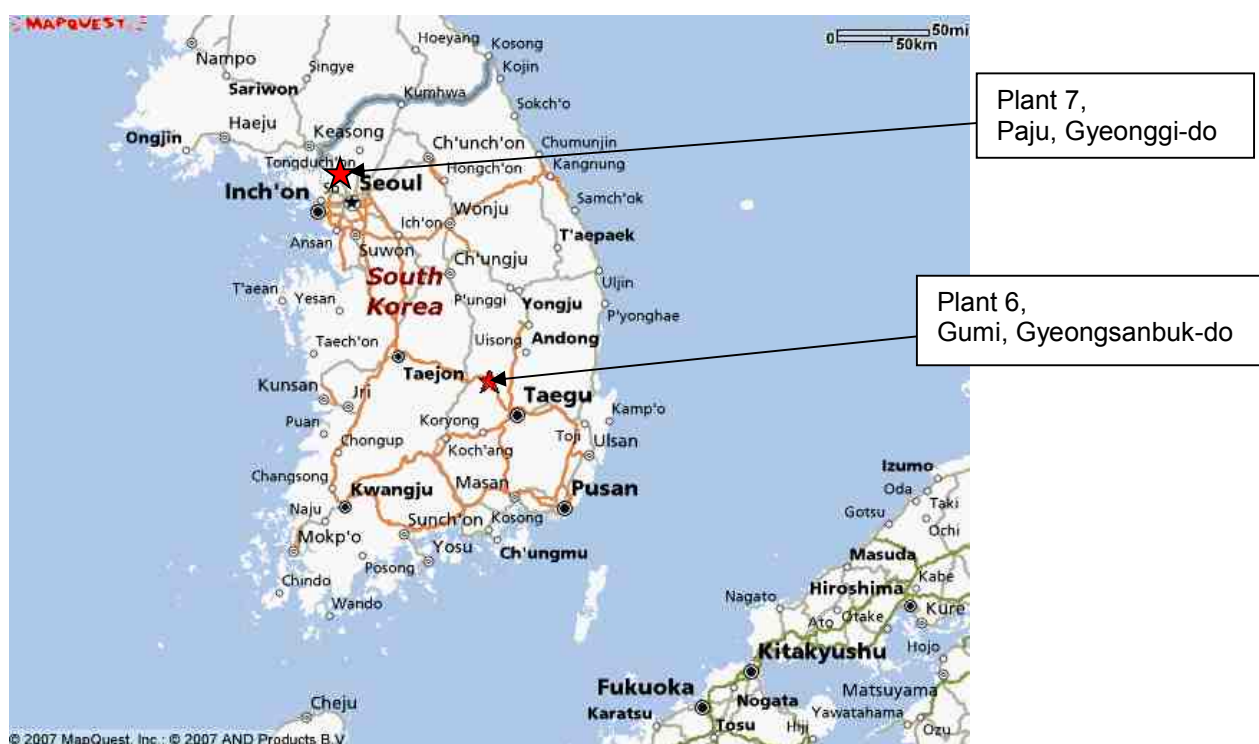 MAPQUEST
0 50mi
50km
Hoeyang
Kosong
Nampo
Singye
Kojin
Sariwon
Kumhwa
Sokch'o
Haeju
Keasong
Ongjin
Ch'unch'on
Chumunjin
Tongduch'on
Hongch'on
Kangnung
Seoul
Inch'on
Wonju
Samch'ok
Ich'on
Ansan
Suwon
T'aepaek
Ch'ungju
South
Korea
Uljin
T'aean
Yesan
P'unggi
Yongju
P'yonghae
Taech'on
Uisong
Andong
Taejon
Kunsan
Jri
Taegu
Kamp'o
Puan
Koryong
Chongup
Toji
Ulsan
Koch'ang
Changsong
Masan
Kwangju
Pusan
Naju
Sunch'on
Kosong
Mokp'o
Yosu
Ch'ungmu
Posong
Chindo
Wando
Cheju
Izumo
Oda
Taki
Gotsu
Ochi
Masuda
Hiroshima
Kabe
Nagato
Ato
Otake
Kure
Kitakyushu
Hojo
Fukuoka
Matsuyama
Nogata
Karatsu
Yawatahama
Tosu
Hiji
Ozu
© 2007 MapQuest, Inc.; © 2007 AND Products B.V
Plant 7,
Paju, Gyeonggi-do
Plant 6,
Gumi, Gyeongsanbuk-do